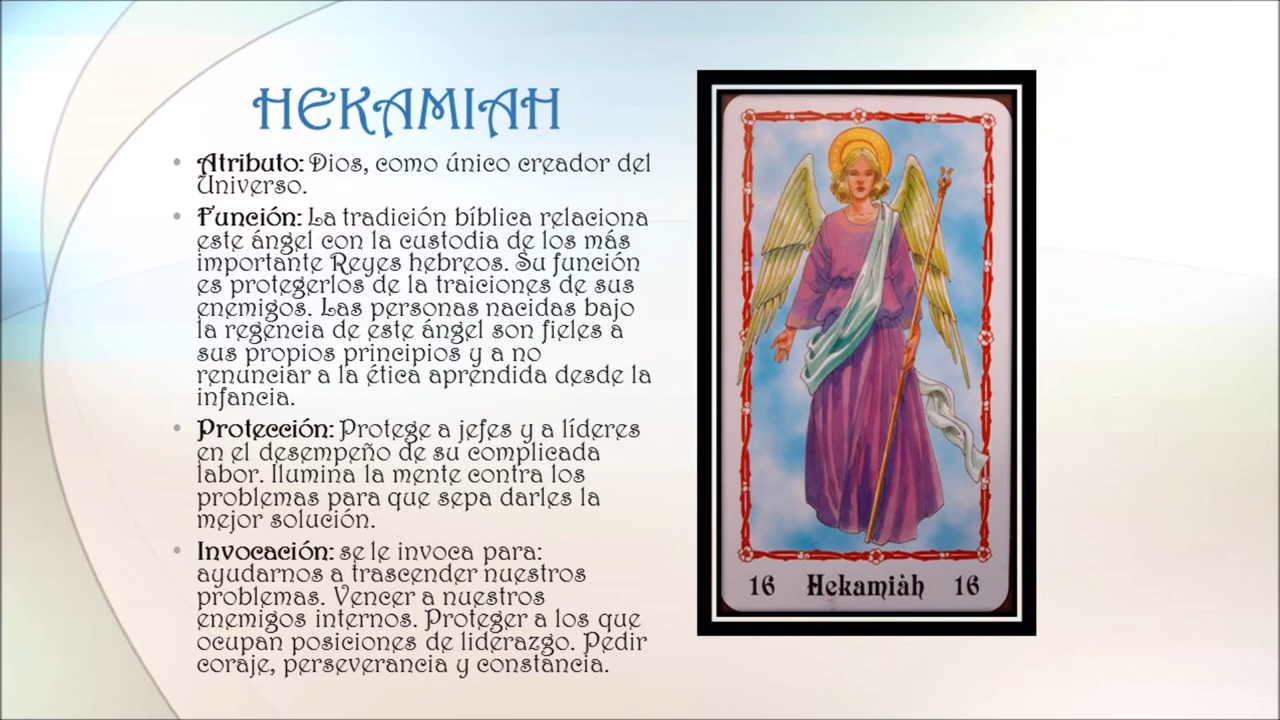 HEKAMIAH
• Atributo: Dios, como único creador del
Universo.
• Función: La tradición bíblica relaciona
este ángel con la custodia de los más
importante Reyes hebreos. Su función
es protegerlos de la traiciones de sus
enemigos. Las personas nacidas bajo
la regencia de este ángel son fieles a
sus propios principios y a no
renunciar a la ética aprendida desde la
infancia.
• Protección: Protege a jefes y a líderes
en el desempeño de su complicada
labor. Ilumina la mente contra los
problemas para que sepa darles la
mejor solución.
• Invocación: se le invoca para:
ayudarnos a trascender nuestros
problemas. Vencer a nuestros
enemigos internos. Proteger a los que
ocupan posiciones de liderazgo. Pedir
coraje, perseverancia y constancia.
16 Hekamiah 16